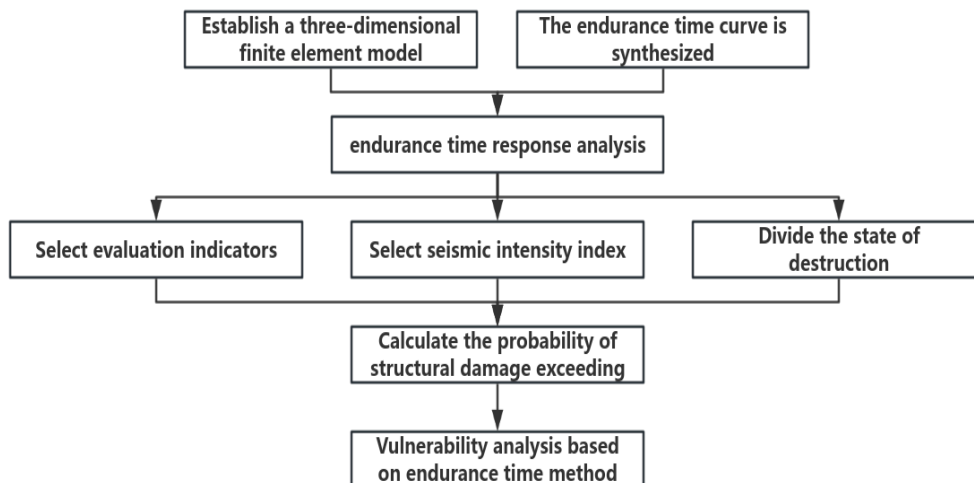 Establish a three-dimensional
finite element model
The endurance time curve is
synthesized
endurance time response analysis
Select evaluation indicators
Select seismic intensity index
Divide the state of
destruction
Calculate the probability of
structural damage exceeding
Vulnerability analysis based
on endurance time method